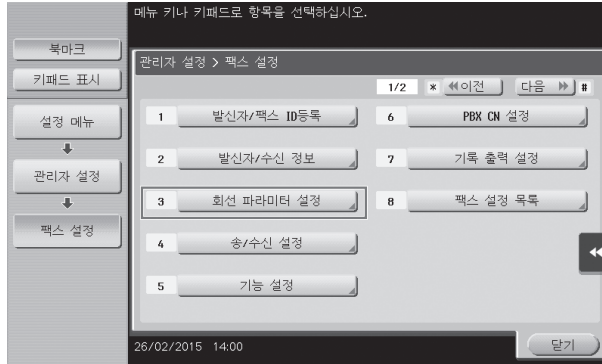 메뉴 키나 키패드로 항목을 선택하십시오.
북마크
키패드 표시
설정 메뉴
관리자 설정
팩스 설정
관리자 설정 > 팩스 설정
1/2 * 이전 다음 #
1 발신자/팩스 ID등록
2 발신자/수신 정보
3 회선 파라미터 설정
4 송/수신 설정
5 기능 설정
6 PBX CN 설정
7 기록 출력 설정
8 팩스 설정 목록
26/02/2015 14:00
닫기